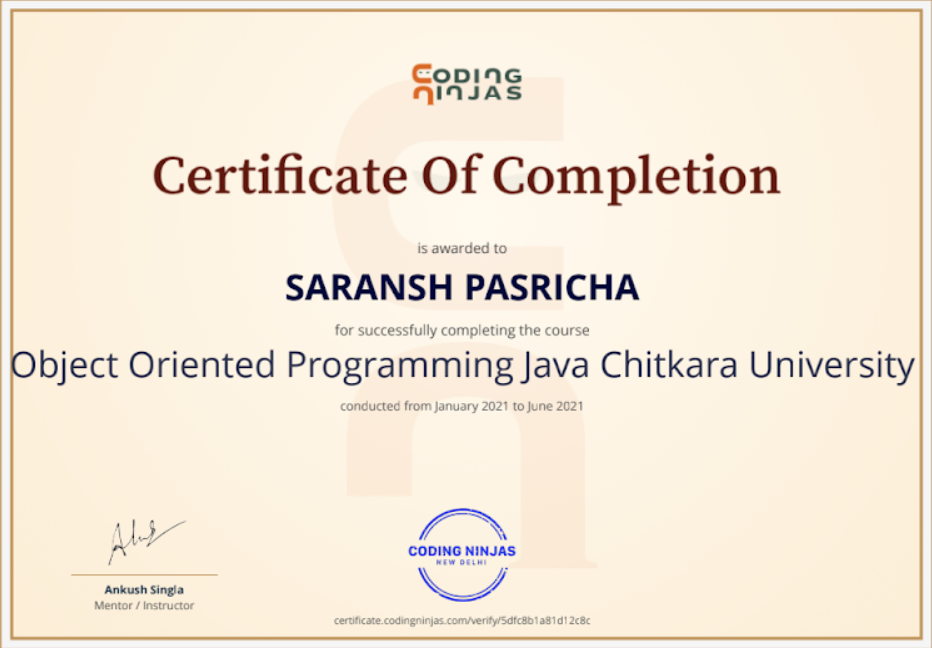 CODING
NINJAS
Certificate Of Completion
is awarded to
SARANSH PASRICHA
for successfully completing the course
Object Oriented Programming Java Chitkara University
conducted from January 2021 to June 2021
CODING NINJAS
NEW DELHI
Ankush Singla
Mentor / Instructor
certificate.codingninjas.com/verify/5dfc8b1a81d12c8c